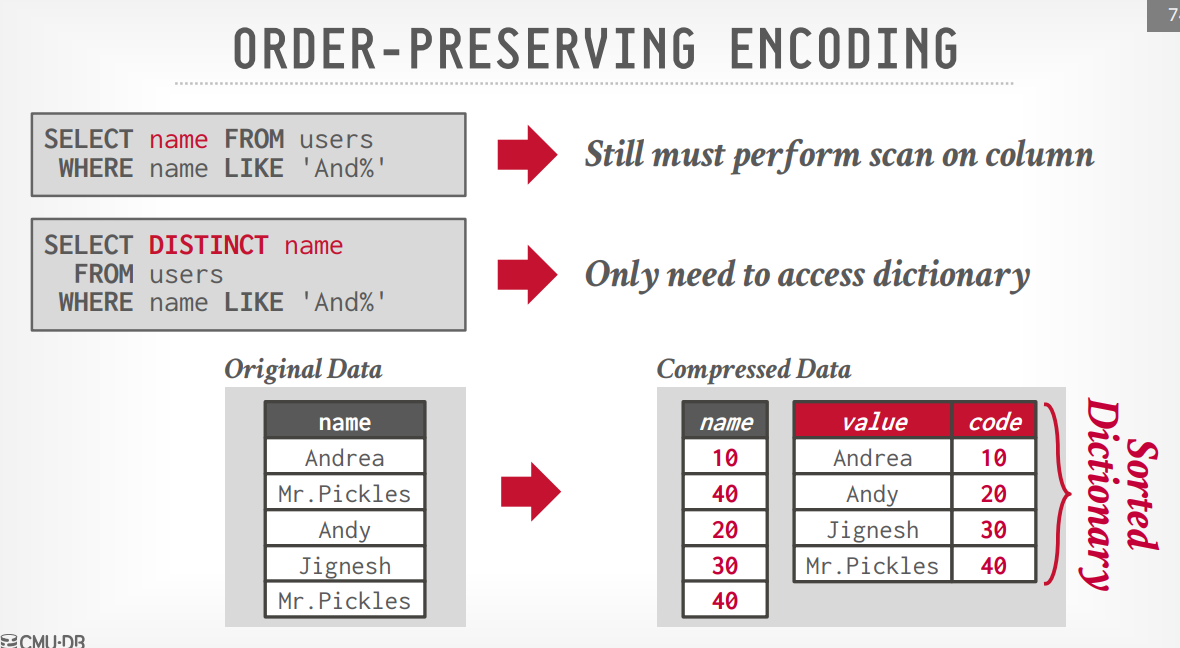 ORDER-PRESERVING ENCODING
SELECT name FROM users
WHERE name LIKE 'And%'
Still must perform scan on column
SELECT DISTINCT name
FROM users
WHERE name LIKE 'And%'
Only need to access dictionary
Original Data
name
Andrea
Mr.Pickles
Andy
Jignesh
Mr.Pickles
Compressed Data
name
10
40
20
30
40
value code
Andrea 10
Andy 20
Jignesh 30
Mr.Pickles 40
Sorted
Dictionary
CMU·DB